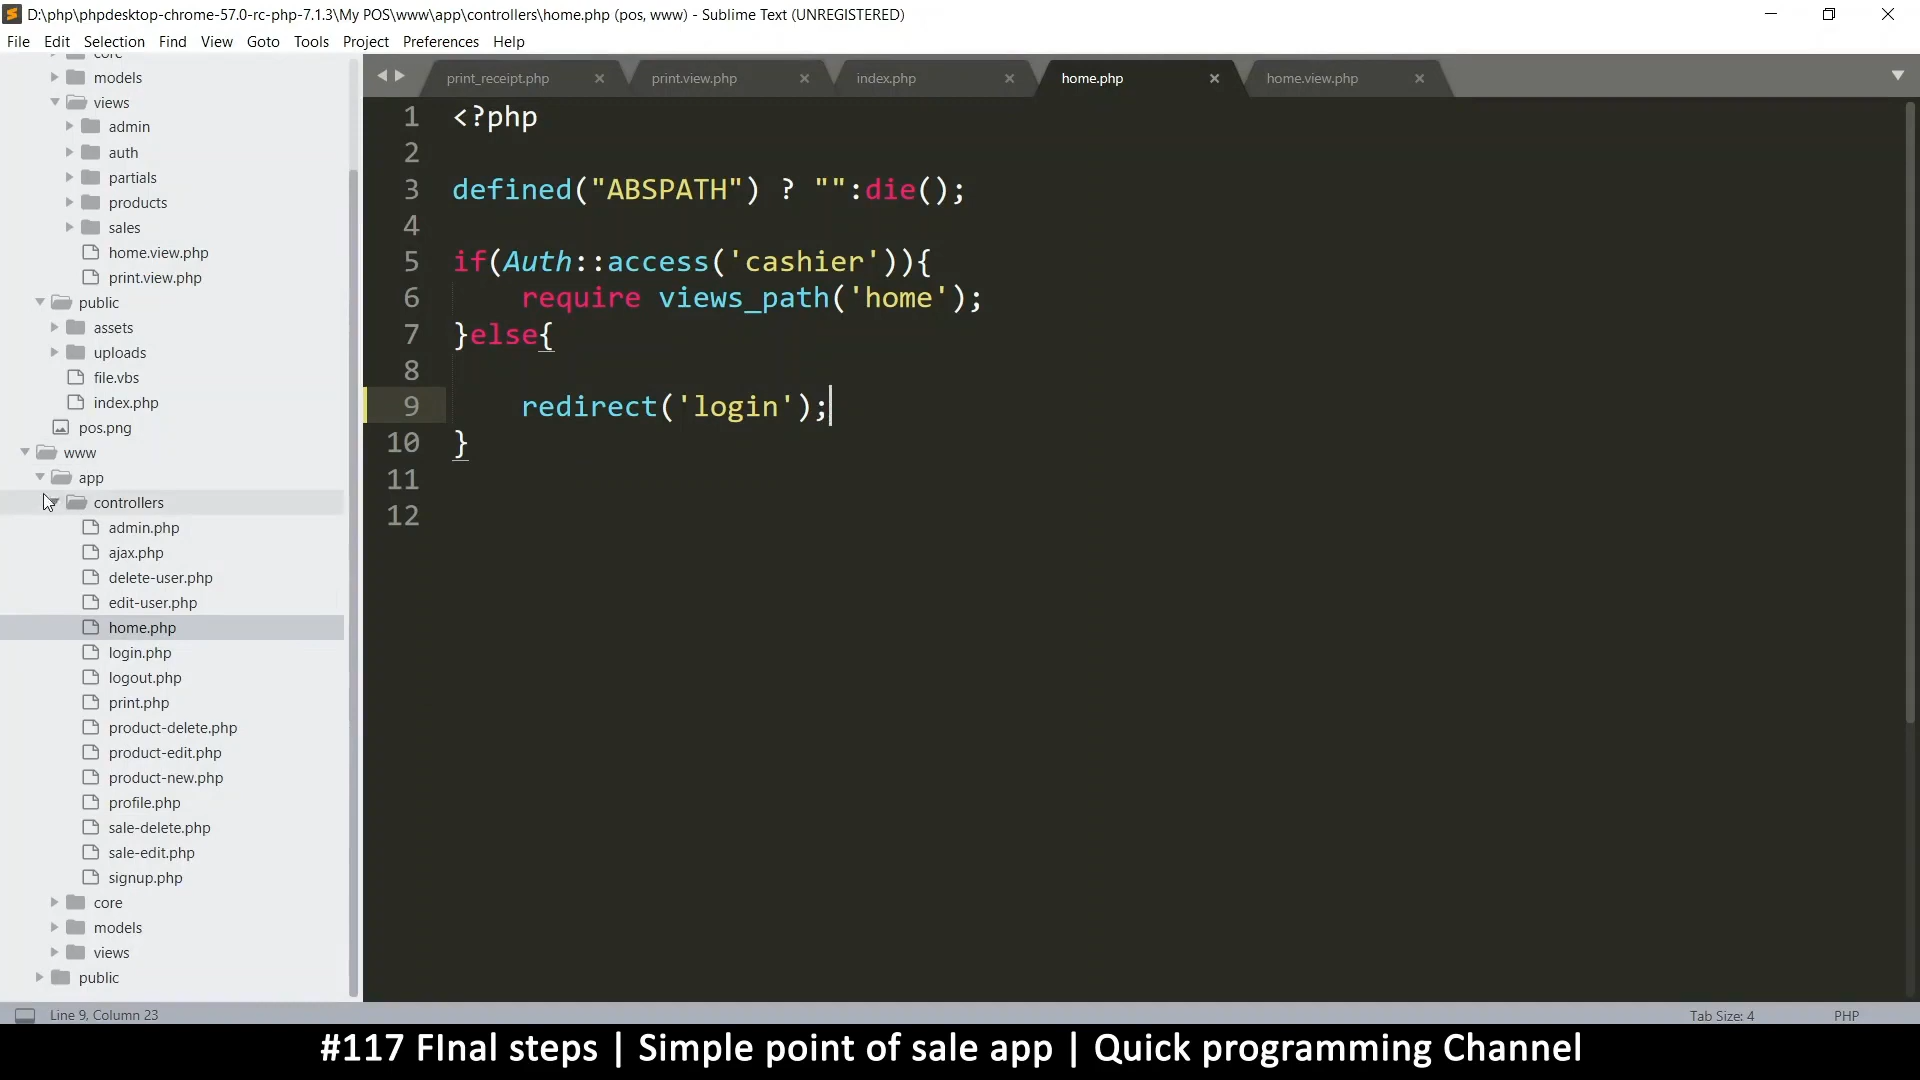 D:\php\phpdesktop-chrome-57.0-rc-php-7.1.3\My POS\www\app\controllers\home.php (pos, www) - Sublime Text (UNREGISTERED)
File Edit Selection Find View Goto Tools Project Preferences Help
core
models
views
admin
auth
partials
products
sales
home.view.php
print.view.php
public
assets
uploads
file.vbs
index.php
pos.png
www
app
controllers
admin.php
ajax.php
delete-user.php
edit-user.php
home.php
login.php
logout.php
print.php
product-delete.php
product-edit.php
product-new.php
profile.php
sale-delete.php
sale-edit.php
signup.php
core
models
views
public
print_receipt.php print.view.php index.php home.php home.view.php
1 <?php
2
3 defined("ABSPATH") ? "":die();
4
5 if(Auth::access('cashier')){
6 require views_path('home');
7 }else{
8
9 redirect('login');
10 }
11
12
Line 9, Column 23 Tab Size: 4 PHP
#117 FInal steps | Simple point of sale app | Quick programming Channel